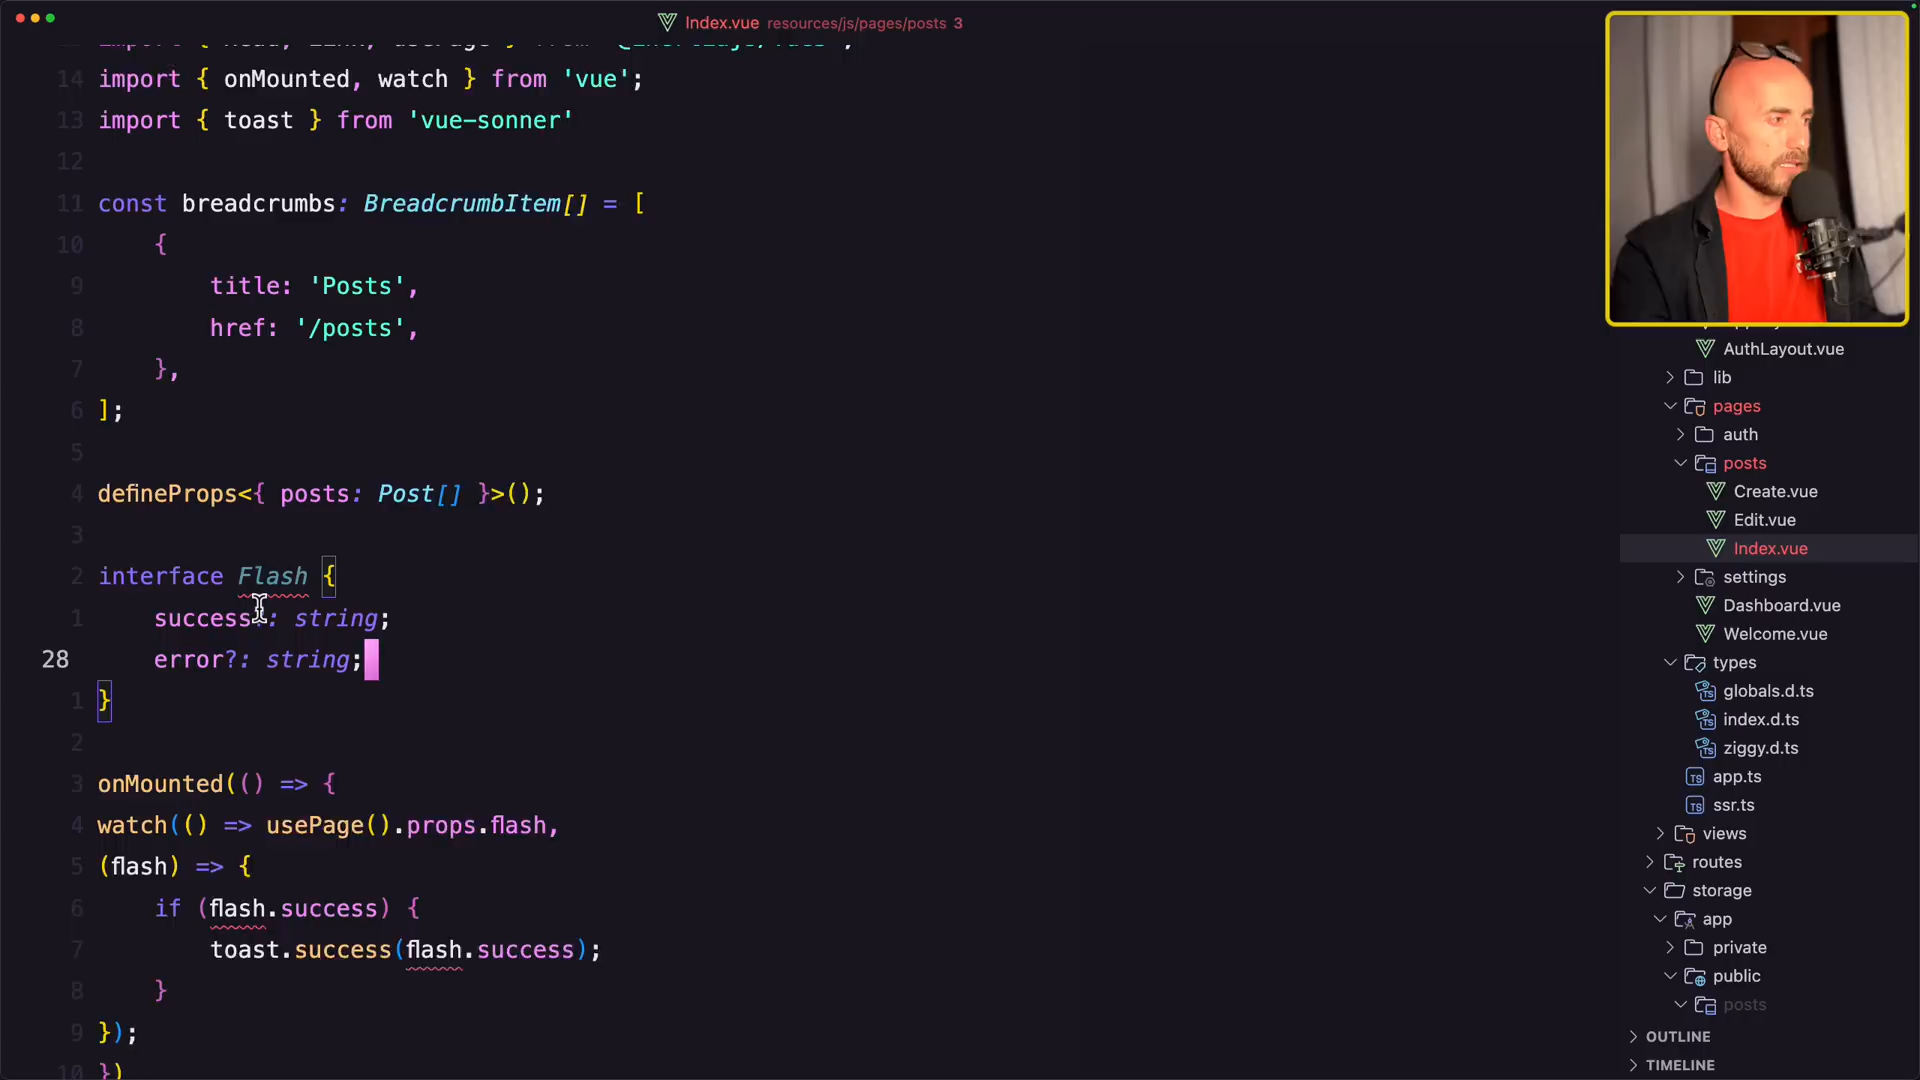 Index.vue resources/js/pages/posts 3
14 import { onMounted, watch } from 'vue';
13 import { toast } from 'vue-sonner'
12
11 const breadcrumbs: BreadcrumbItem[] = [
10 {
9 title: 'Posts',
8 href: '/posts',
7 },
6 ];
5
4 defineProps<{ posts: Post[] }>();
3
2 interface Flash {
1 success?: string;
28 error?: string;
1 }
2
3 onMounted(() => {
4 watch(() => usePage().props.flash,
5 (flash) => {
6 if (flash.success) {
7 toast.success(flash.success);
8 }
9 });
10 })
AuthLayout.vue
lib
pages
auth
posts
Create.vue
Edit.vue
Index.vue
settings
Dashboard.vue
Welcome.vue
types
globals.d.ts
index.d.ts
ziggy.d.ts
app.ts
ssr.ts
views
routes
storage
app
private
public
posts
OUTLINE
TIMELINE